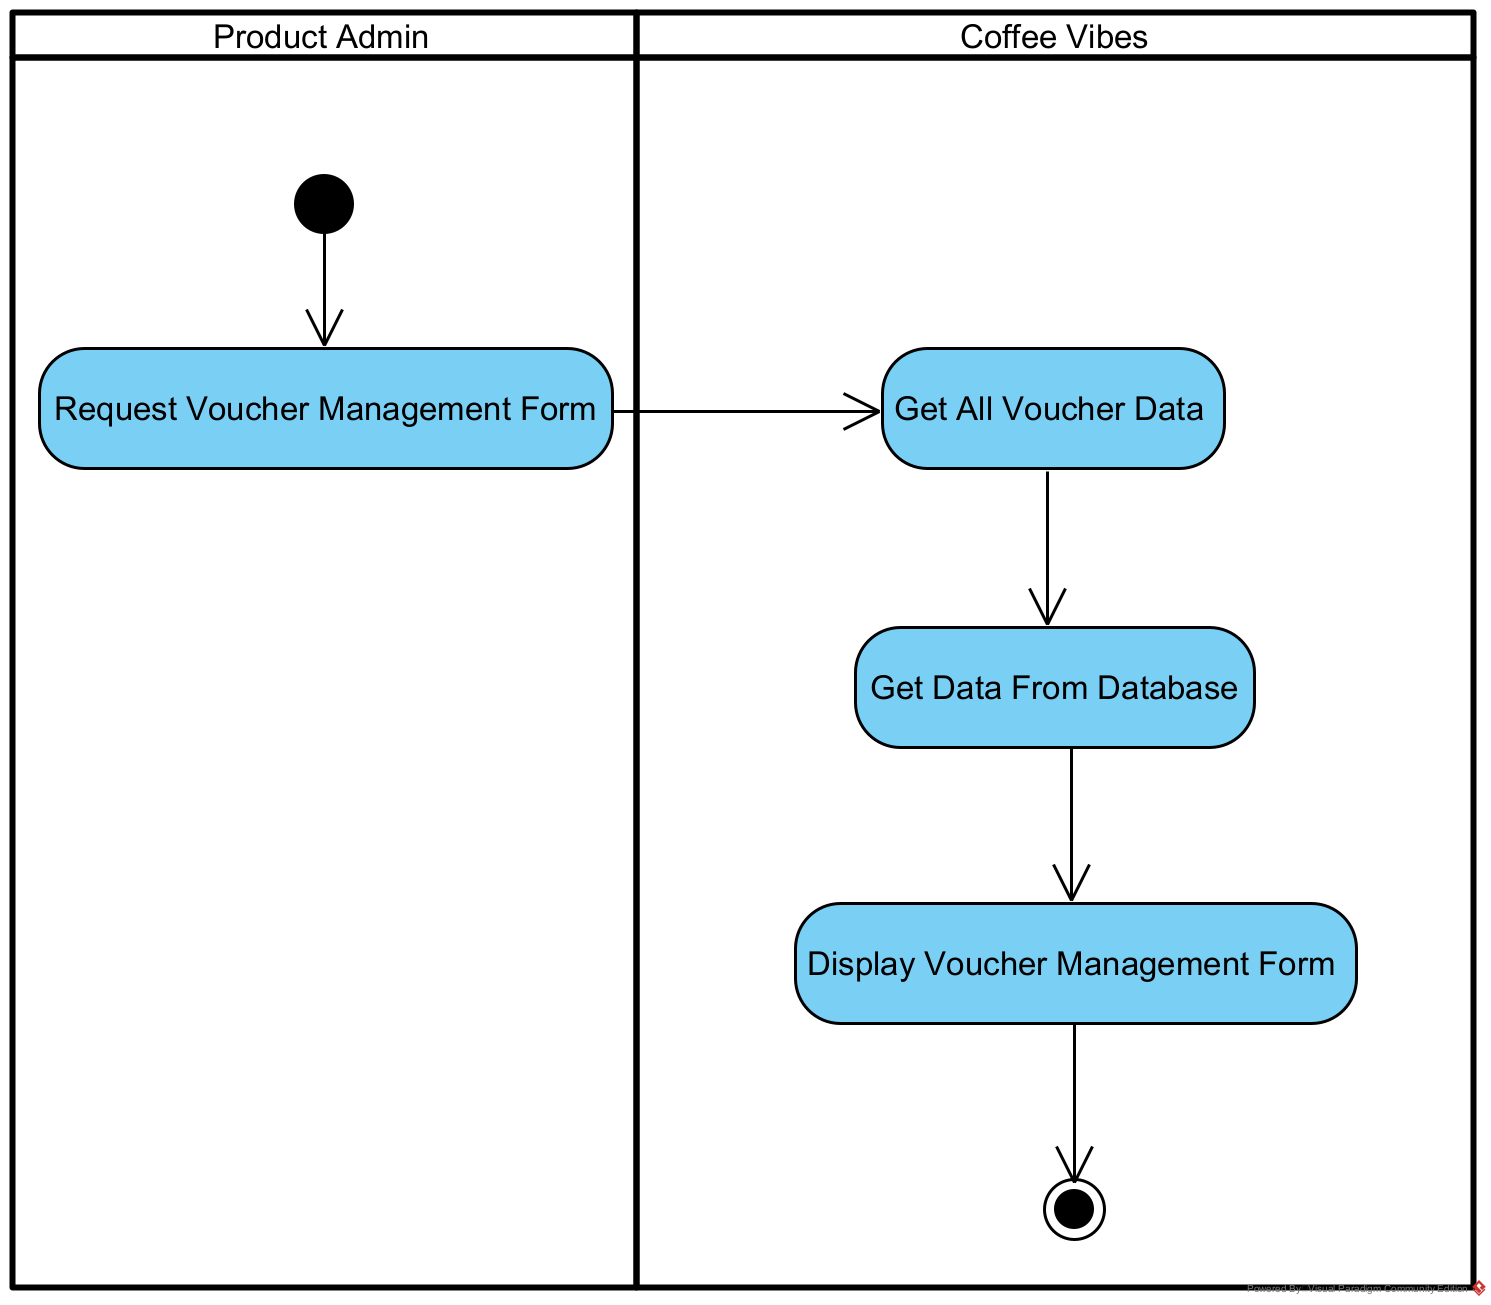 Product Admin
Coffee Vibes
Request Voucher Management Form
Get All Voucher Data
Get Data From Database
Display Voucher Management Form
Powered By: Visual Paradigm Community Edition